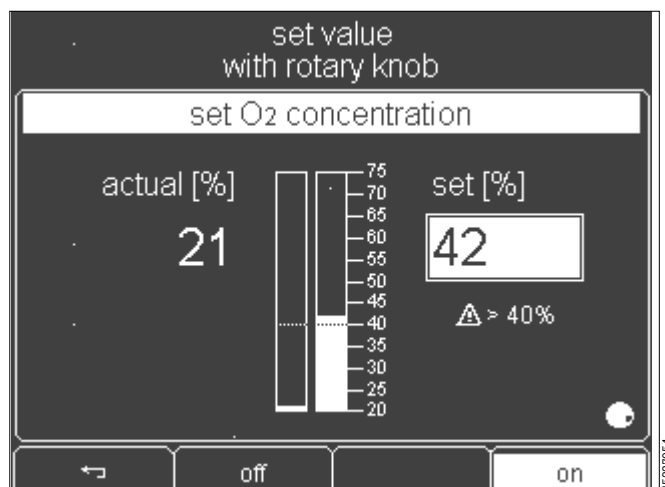 set value
with rotary knob
set O₂ concentration
actual [%]
set [%]
21
42
75
70
65
60
55
50
45
40
35
30
25
20
⚠ > 40%
off
on